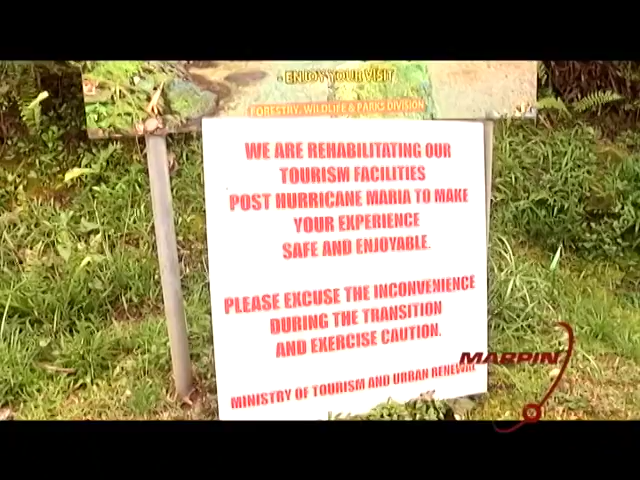 - ENJOY YOUR VISIT
FORESTRY, WILDLIFE & PARKS DIVISION
WE ARE REHABILITATING OUR
TOURISM FACILITIES
POST HURRICANE MARIA TO MAKE
YOUR EXPERIENCE
SAFE AND ENJOYABLE.
PLEASE EXCUSE THE INCONVENIENCE
DURING THE TRANSITION
AND EXERCISE CAUTION.
MINISTRY OF TOURISM AND URBAN RENEWAL
MARPIN